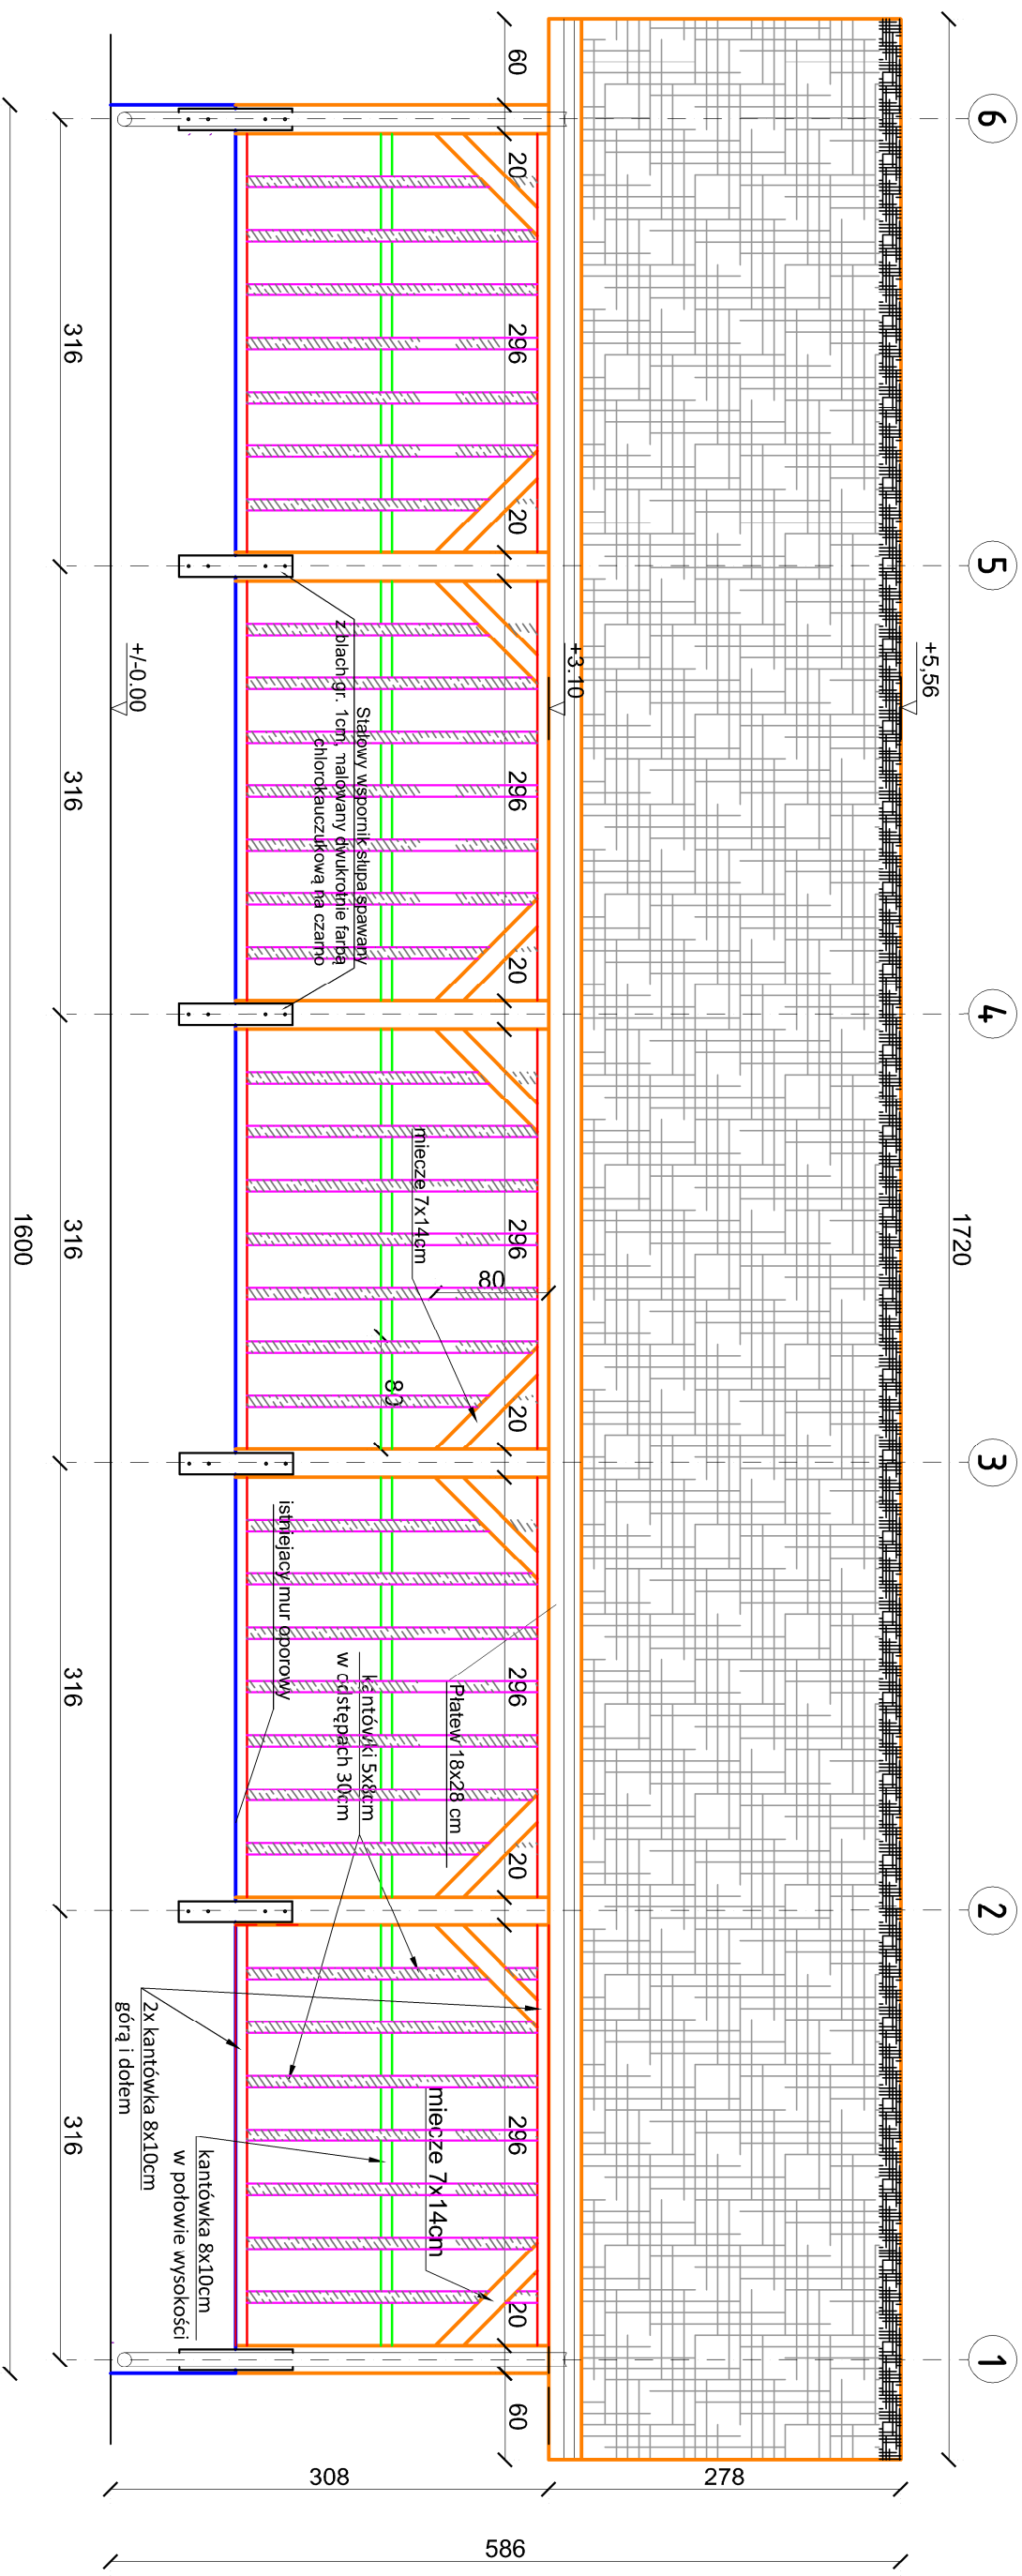 6 5 4 3 2 1
1720
+5,56
278
+3.10
60 20 296 20 296 20 296 20 296 20 296 20 60
80
miecze 7x14cm
80
Płatew 18x28 cm
miecze 7x14cm
Stalowy wspornik słupa spawany
z blach gr. 1cm, malowany dwukrotnie farbą
chlorokauczukową na czarno
kantówki 5x8cm
w odstępach 30cm
istniejacy mur oporowy
kantówka 8x10cm
w połowie wysokości
2x kantówka 8x10cm
górą i dołem
+/-0.00
308
586
316 316 316 316 316
1600